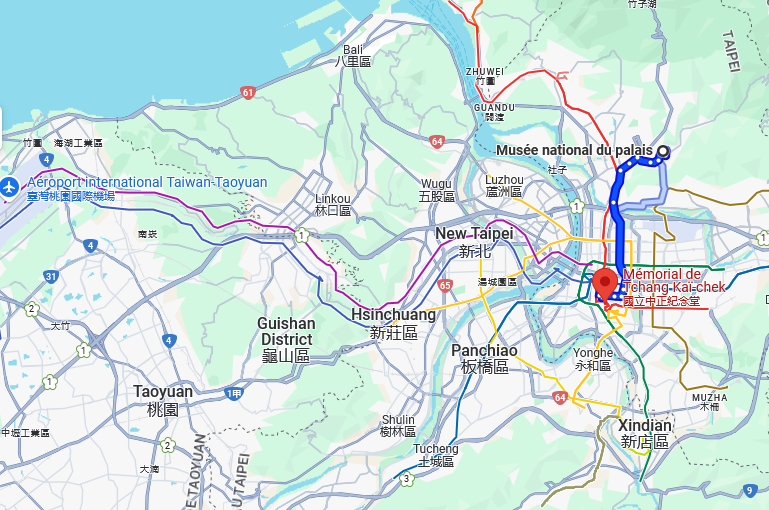 竹子湖
TAIPEI
Bali
八里區
ZHUWEI
竹圍
61
GUANDU
關渡
竹圍
海湖工業區
64
Musée national du palais
4
社子
Aéroport international Taiwan-Taoyuan
臺灣桃園國際機場
Luzhou
蘆洲區
Wugu
五股區
Linkou
林口區
1
南崁
1
New Taipei
新北
4
31
Mémorial de
Tchang Kai-chek
國立中正紀念堂
65
2
2
Hsinchuang
新莊區
Guishan
District
龜山區
大竹
4
1
1
Panchiao
板橋區
Yonghe
永和區
Taoyuan
桃園
1甲
64
MUZHA
木柵
Shulin
樹林區
Xindian
新店區
中壢工業區
2
Tucheng
土城區
大湳
3
9